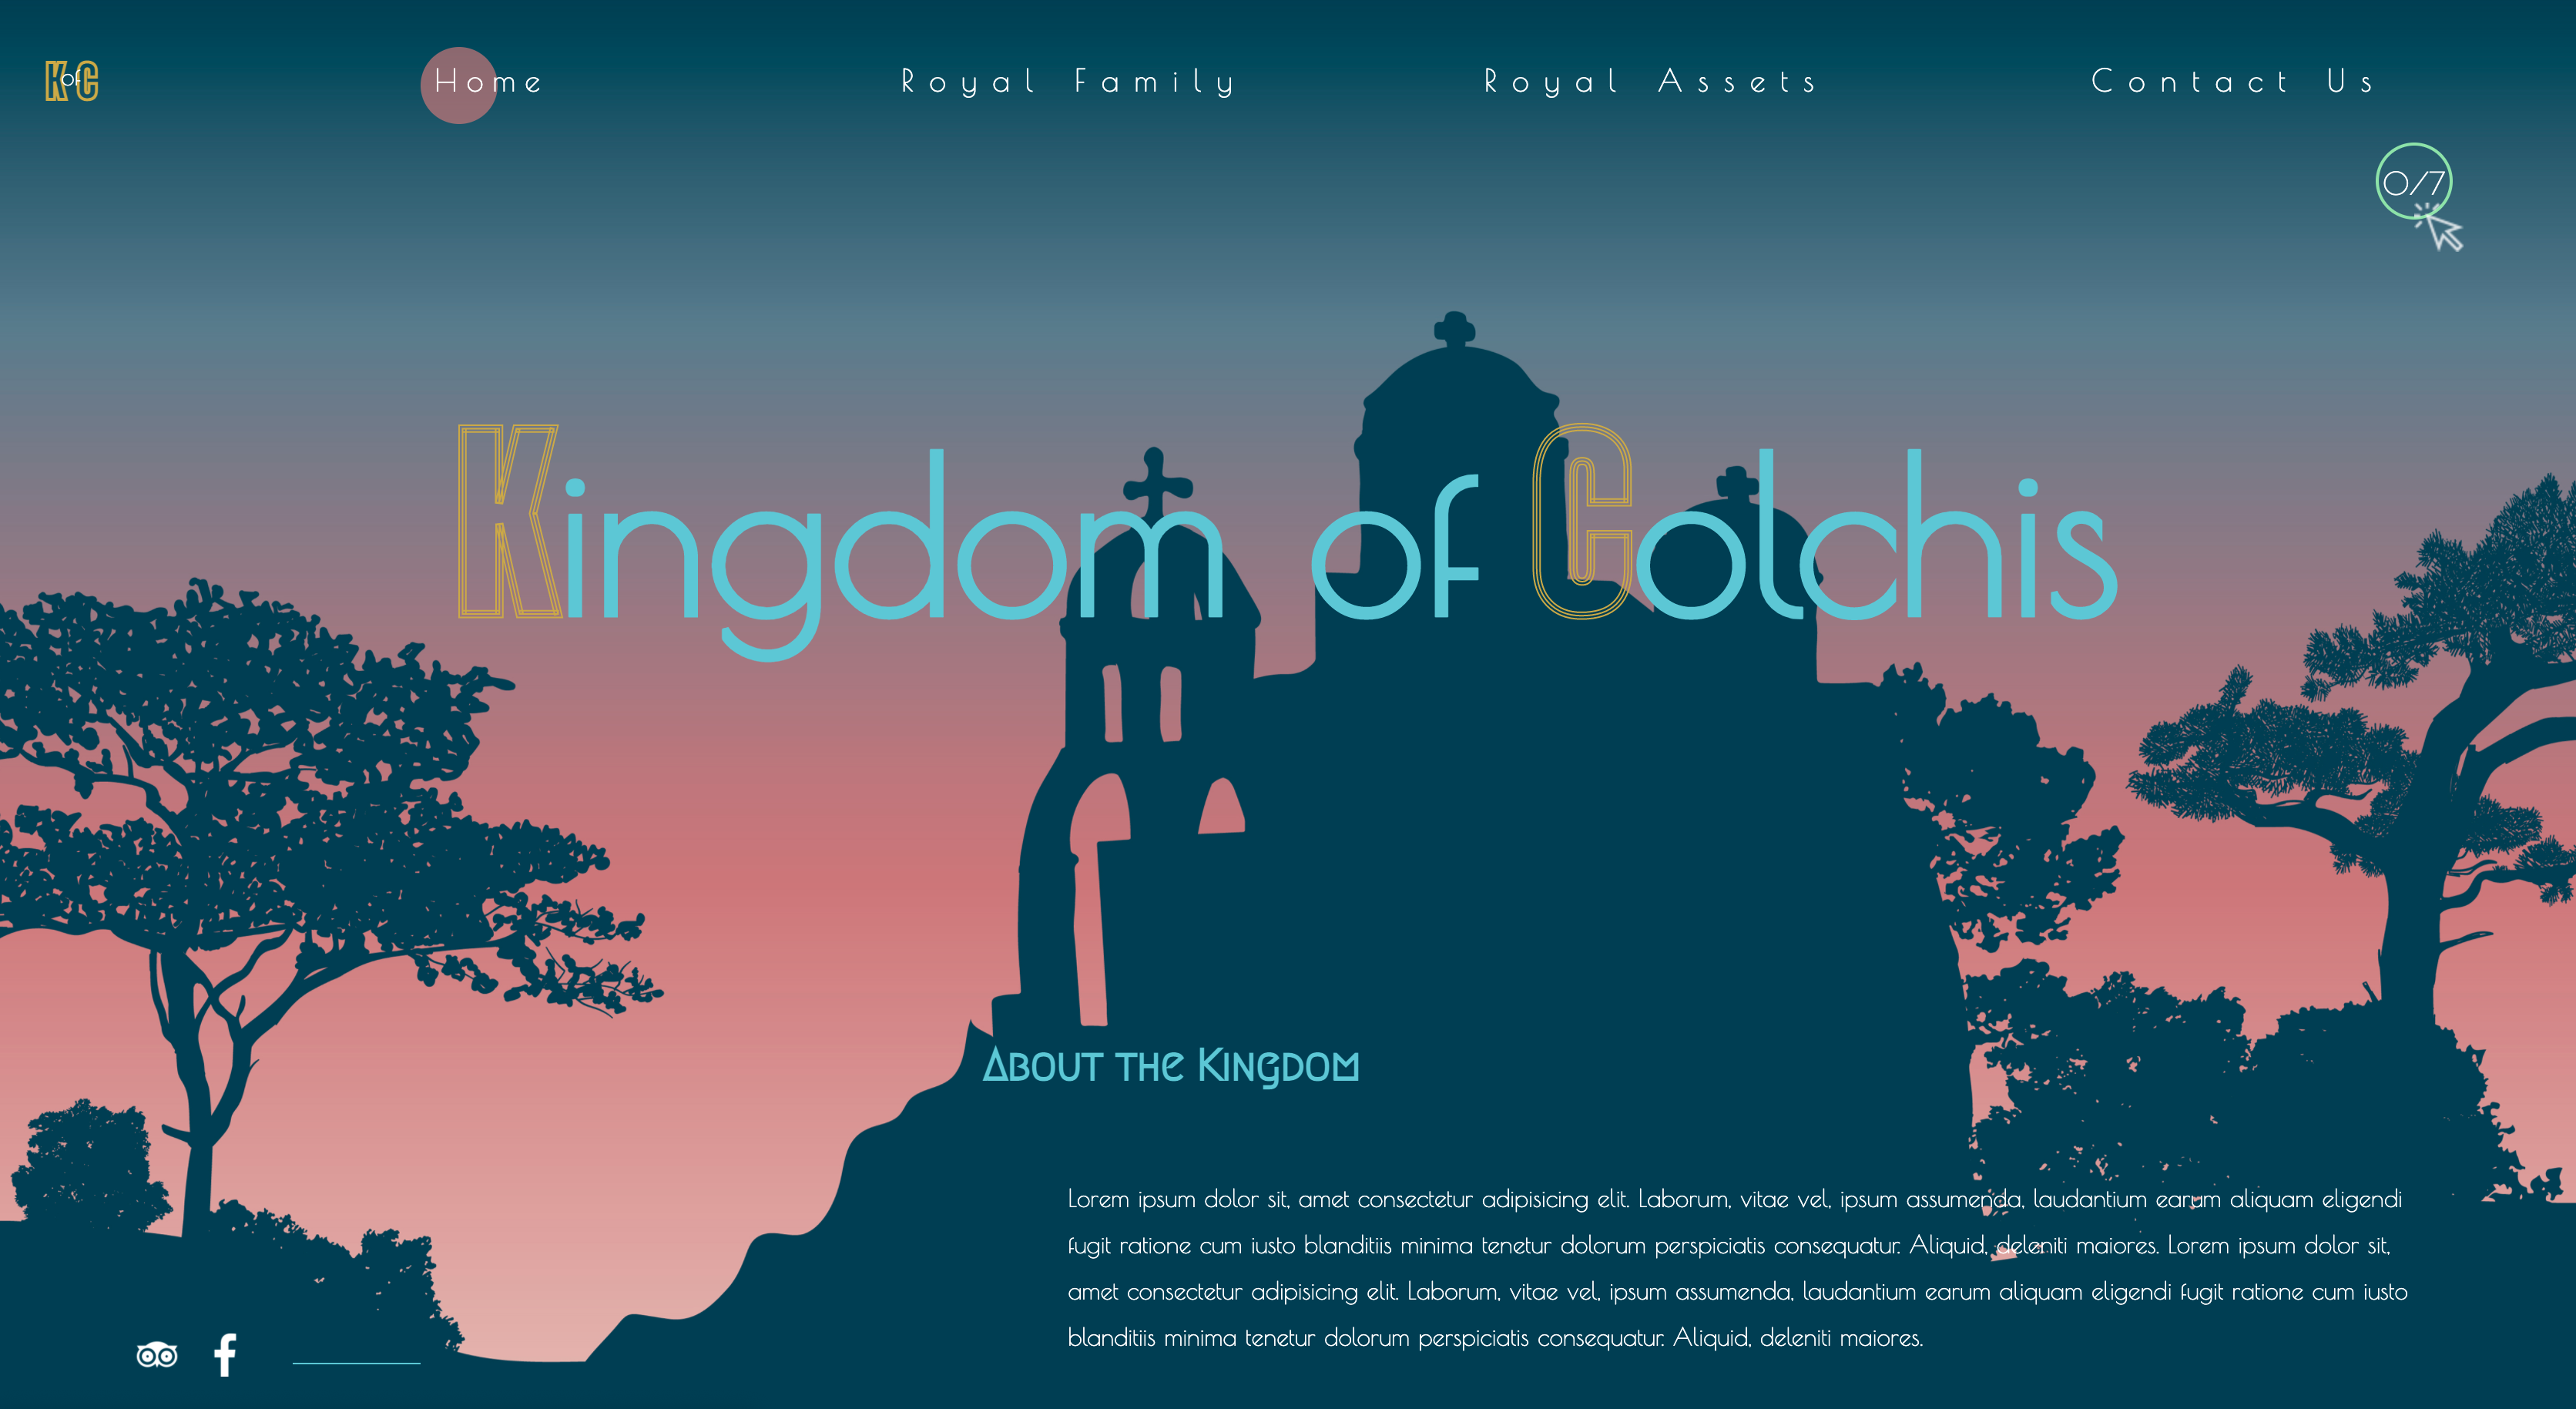 K of C
Home
Royal Family
Royal Assets
Contact Us
0/7
Kingdom of Colchis
About the Kingdom
Lorem ipsum dolor sit, amet consectetur adipisicing elit. Laborum, vitae vel, ipsum assumenda, laudantium earum aliquam eligendi
fugit ratione cum iusto blanditiis minima tenetur dolorum perspiciatis consequatur. Aliquid, deleniti maiores. Lorem ipsum dolor sit,
amet consectetur adipisicing elit. Laborum, vitae vel, ipsum assumenda, laudantium earum aliquam eligendi fugit ratione cum iusto
blanditiis minima tenetur dolorum perspiciatis consequatur. Aliquid, deleniti maiores.